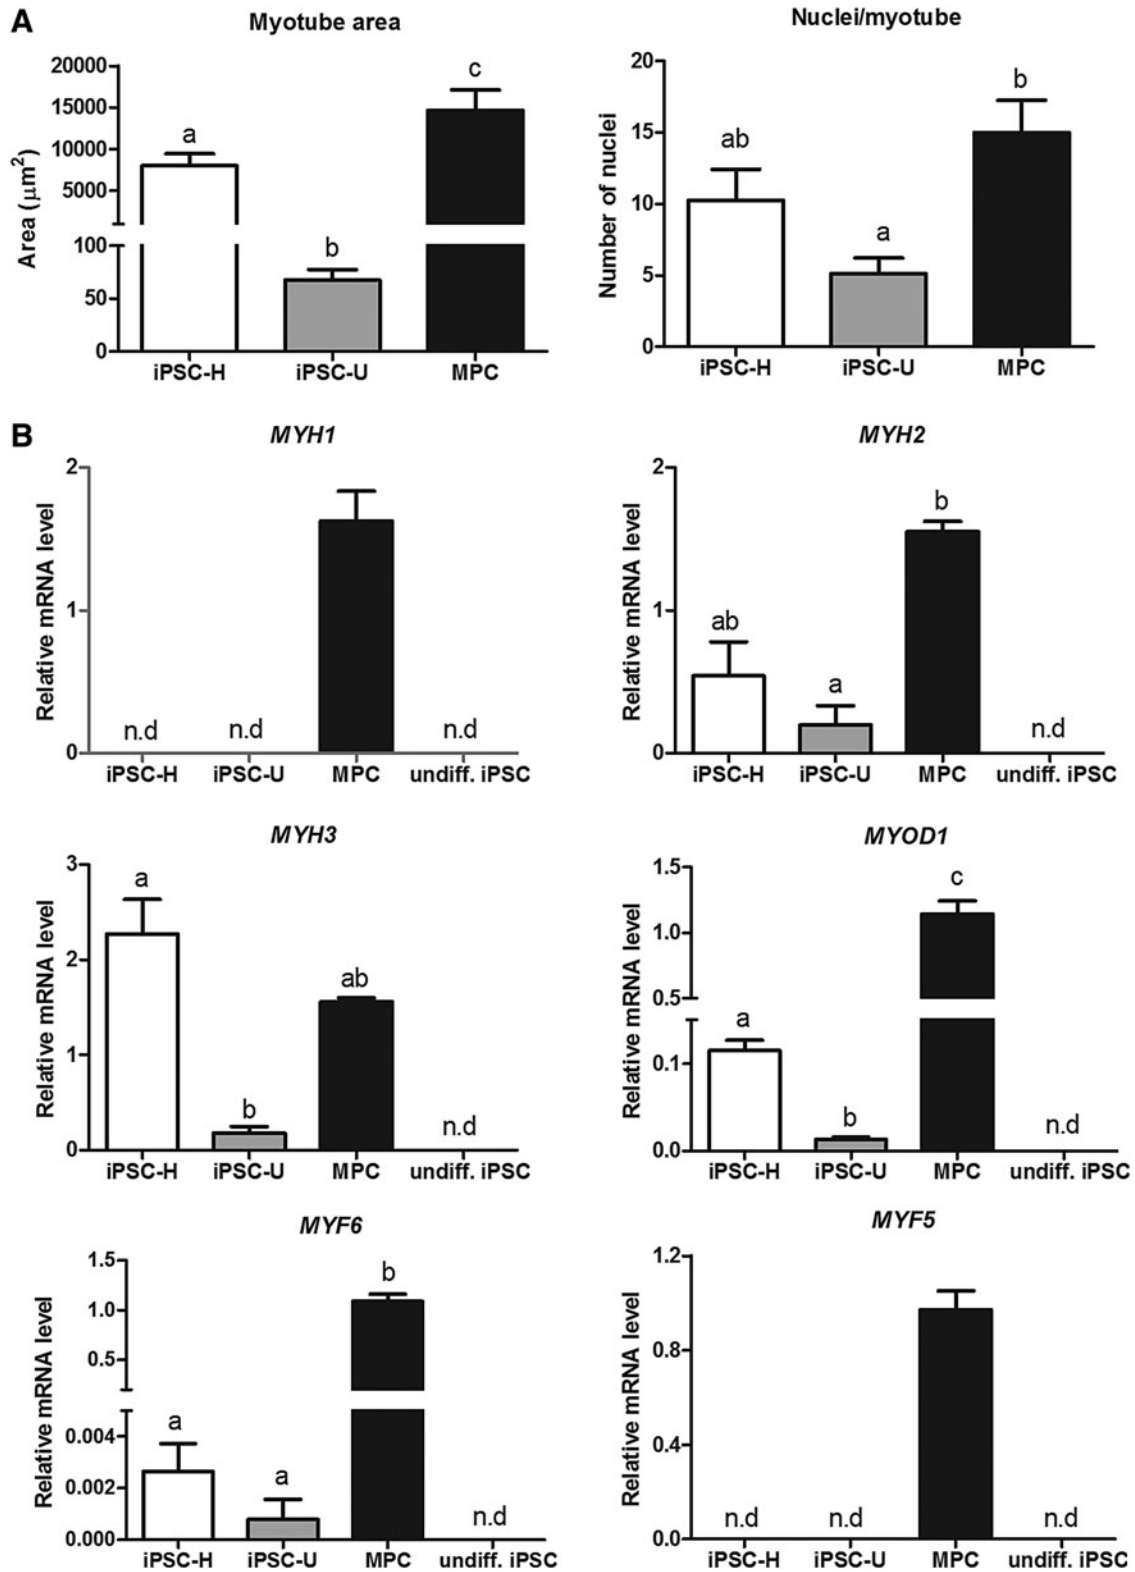 A
Myotube area
Nuclei/myotube
Area (μm²)
20000
15000
10000
5000
100
50
0
a
b
c
iPSC-H
iPSC-U
MPC
Number of nuclei
20
15
10
5
0
ab
a
b
iPSC-H
iPSC-U
MPC
B
MYH1
Relative mRNA level
2
1
0
n.d
n.d
n.d
iPSC-H
iPSC-U
MPC
undiff. iPSC
MYH2
Relative mRNA level
2
1
0
ab
a
b
n.d
iPSC-H
iPSC-U
MPC
undiff. iPSC
MYH3
Relative mRNA level
3
2
1
0
a
b
ab
n.d
iPSC-H
iPSC-U
MPC
undiff. iPSC
MYOD1
Relative mRNA level
1.5
1.0
0.5
0.1
0.0
a
b
c
n.d
iPSC-H
iPSC-U
MPC
undiff. iPSC
MYF6
Relative mRNA level
1.5
1.0
0.5
0.004
0.002
0.000
a
a
b
n.d
iPSC-H
iPSC-U
MPC
undiff. iPSC
MYF5
Relative mRNA level
1.2
0.8
0.4
0.0
n.d
n.d
n.d
iPSC-H
iPSC-U
MPC
undiff. iPSC